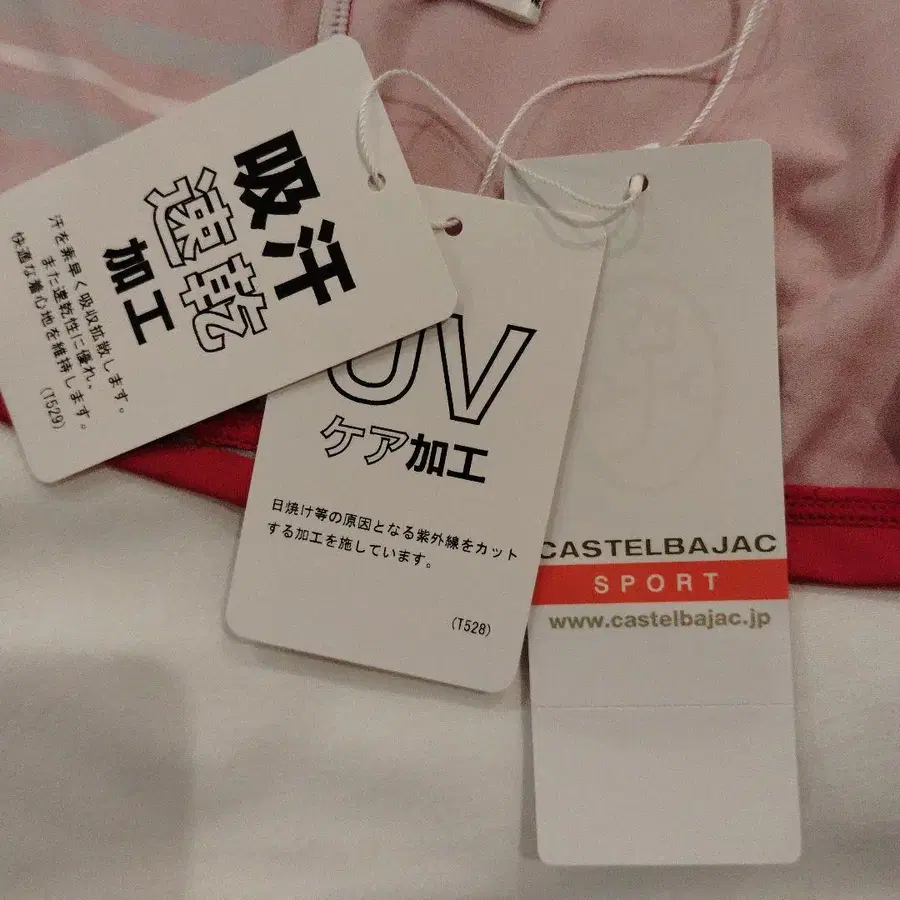 吸汗
速乾
加工
汗を素早く吸収拡散します。
また速乾性に優れ、
快適な着心地を維持します。
(T529)
UV
ケア加工
日焼け等の原因となる紫外線をカット
する加工を施しています。
(T528)
CASTELBAJAC
SPORT
www.castelbajac.jp